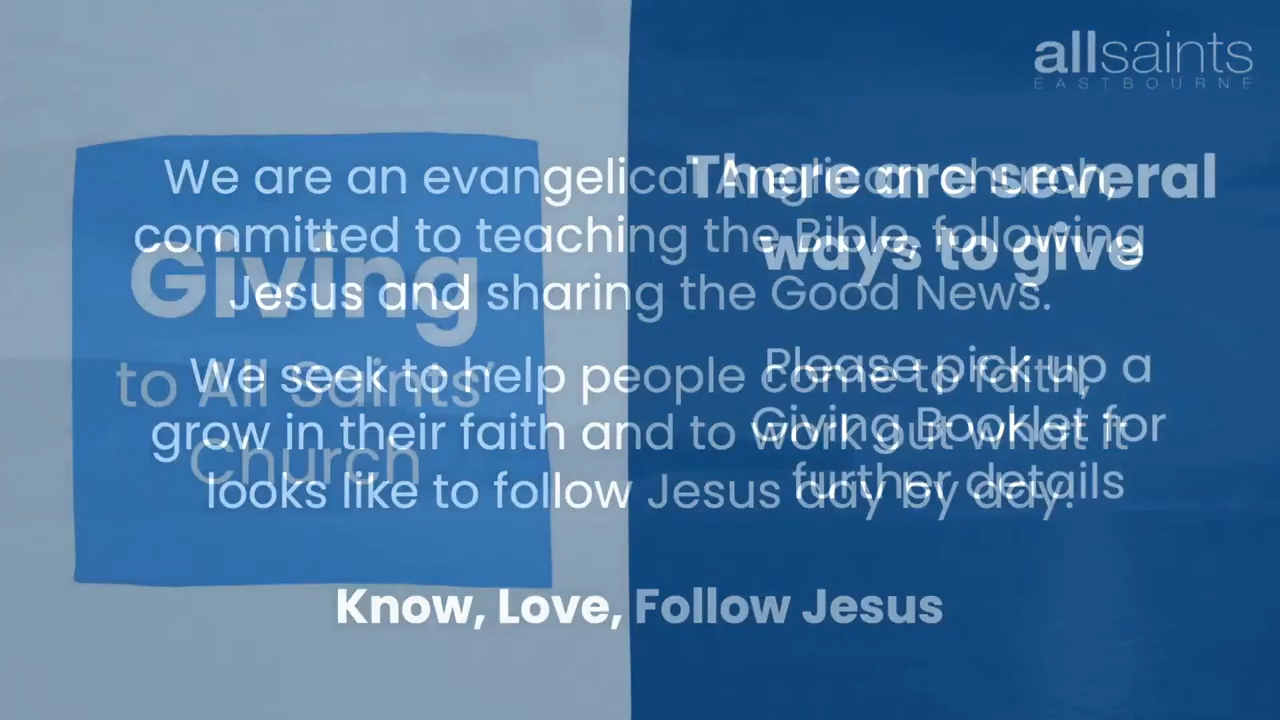 allsaints
EASTBOURNE
We are an evangelical Anglican church,
committed to teaching the Bible, following
Jesus and sharing the Good News.
We seek to help people come to faith,
grow in their faith and to work out what it
looks like to follow Jesus day by day.
Know, Love, Follow Jesus
Giving
to All Saints'
Church
There are several
ways to give
Please pick up a
Giving Booklet for
further details